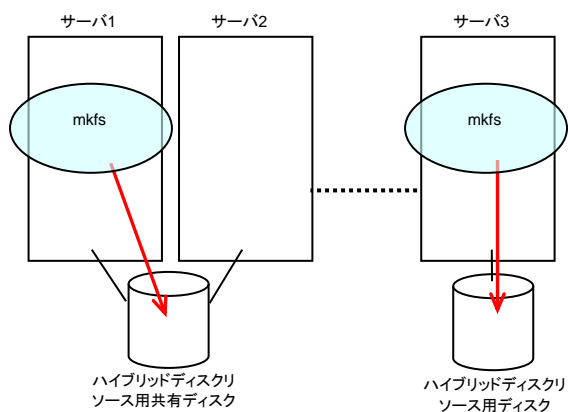 サーバ1
サーバ2
サーバ3
mkfs
mkfs
ハイブリッドディスクリ
ソース用共有ディスク
ハイブリッドディスクリ
ソース用ディスク